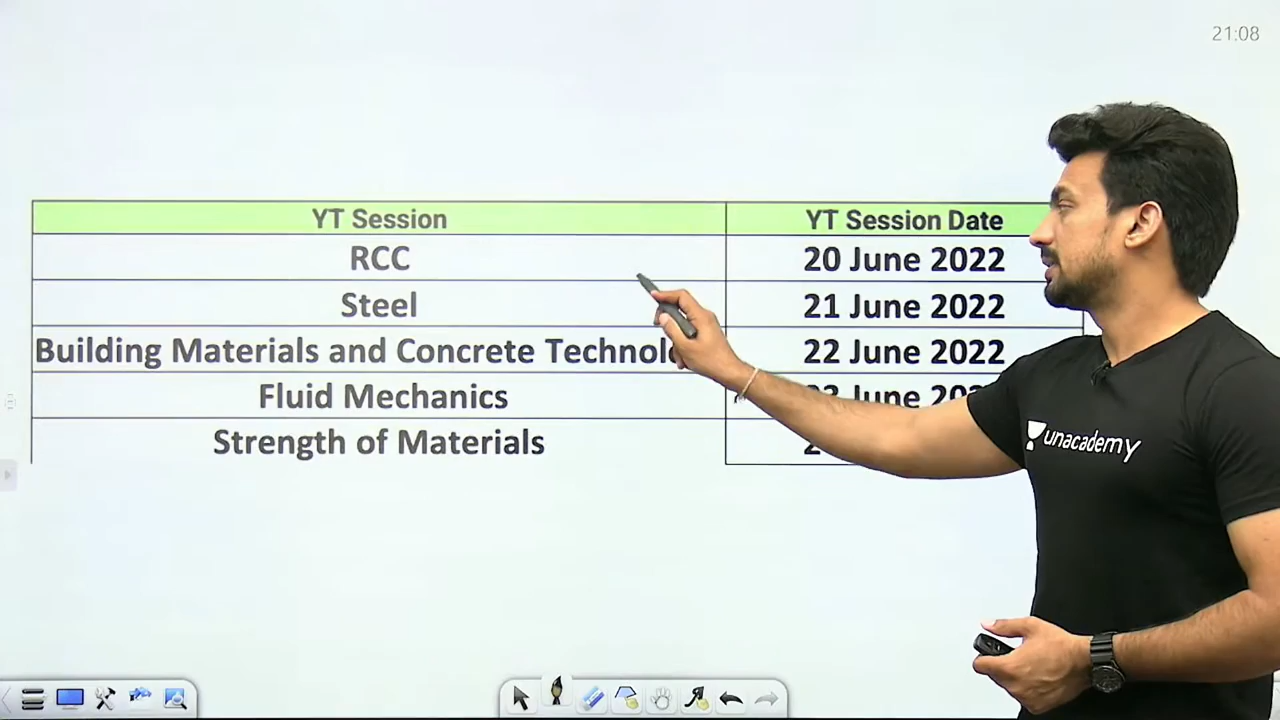 21:08
YT Session YT Session Date
RCC 20 June 2022
Steel 21 June 2022
Building Materials and Concrete 22 June 2022
Fluid Mechanics June
Strength of Materials
unacademy